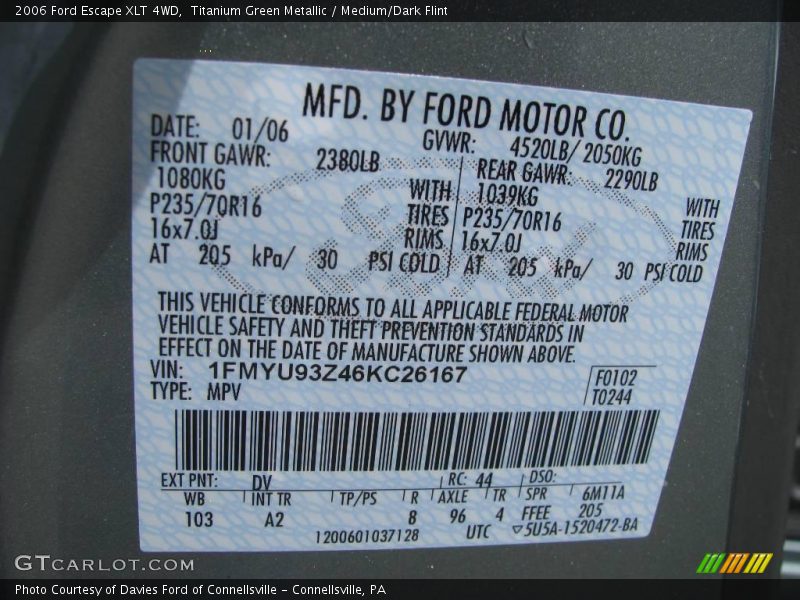 2006 Ford Escape XLT 4WD, Titanium Green Metallic / Medium/Dark Flint
MFD. BY FORD MOTOR CO.
DATE: 01/06 GVWR: 4520LB/ 2050KG
FRONT GAWR: 2380LB REAR GAWR: 2290LB
1080KG WITH 1039KG WITH
P235/70R16 TIRES P235/70R16 TIRES
16x7.0J RIMS 16x7.0J RIMS
AT 205 kPa/ 30 PSI COLD AT 205 kPa/ 30 PSI COLD
THIS VEHICLE CONFORMS TO ALL APPLICABLE FEDERAL MOTOR
VEHICLE SAFETY AND THEFT PREVENTION STANDARDS IN
EFFECT ON THE DATE OF MANUFACTURE SHOWN ABOVE.
VIN: 1FMYU93Z46KC26167 F0102
TYPE: MPV T0244
EXT PNT: DV RC: 44 DSO:
WB INT TR TP/PS R AXLE TR SPR 6M11A
103 A2 8 96 4 FFEE 205
1200601037128 UTC ▽5U5A-1520472-BA
GTCARLOT.COM
Photo Courtesy of Davies Ford of Connellsville - Connellsville, PA